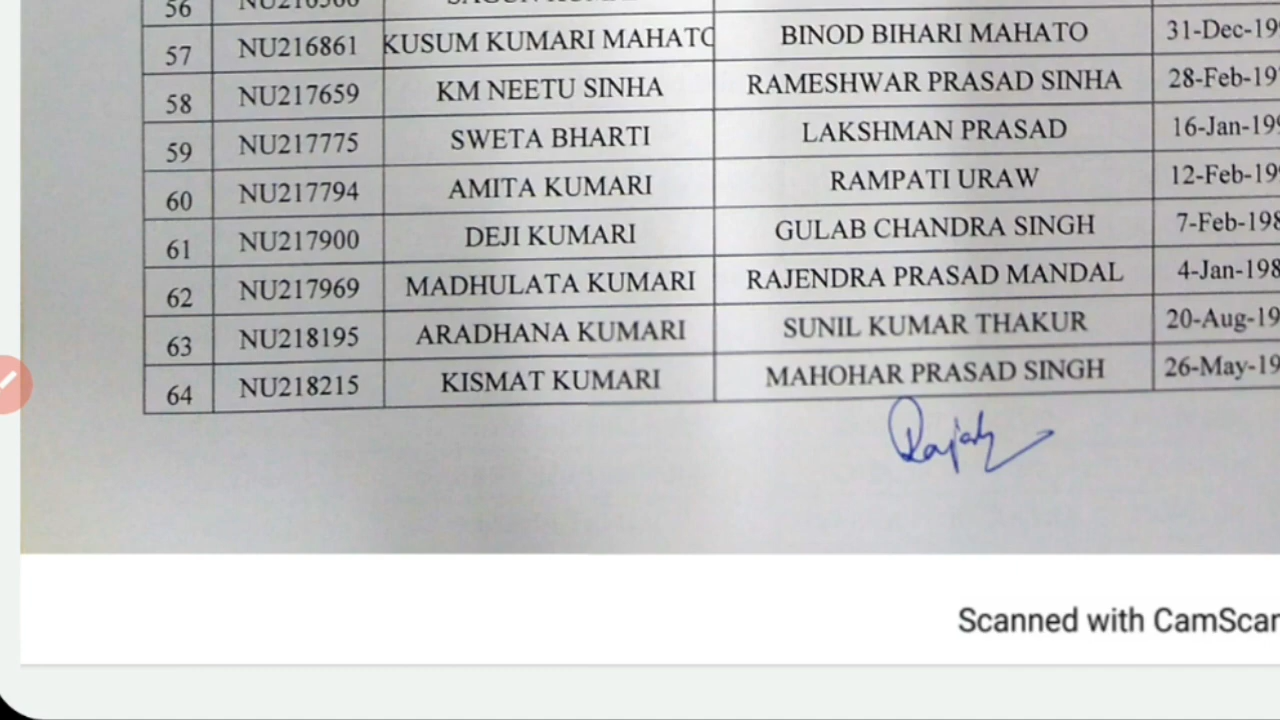 56
57 NU216861 KUSUM KUMARI MAHATO BINOD BIHARI MAHATO 31-Dec-19
58 NU217659 KM NEETU SINHA RAMESHWAR PRASAD SINHA 28-Feb-19
59 NU217775 SWETA BHARTI LAKSHMAN PRASAD 16-Jan-19
60 NU217794 AMITA KUMARI RAMPATI URAW 12-Feb-19
61 NU217900 DEJI KUMARI GULAB CHANDRA SINGH 7-Feb-198
62 NU217969 MADHULATA KUMARI RAJENDRA PRASAD MANDAL 4-Jan-198
63 NU218195 ARADHANA KUMARI SUNIL KUMAR THAKUR 20-Aug-19
64 NU218215 KISMAT KUMARI MAHOHAR PRASAD SINGH 26-May-19
Scanned with CamScan